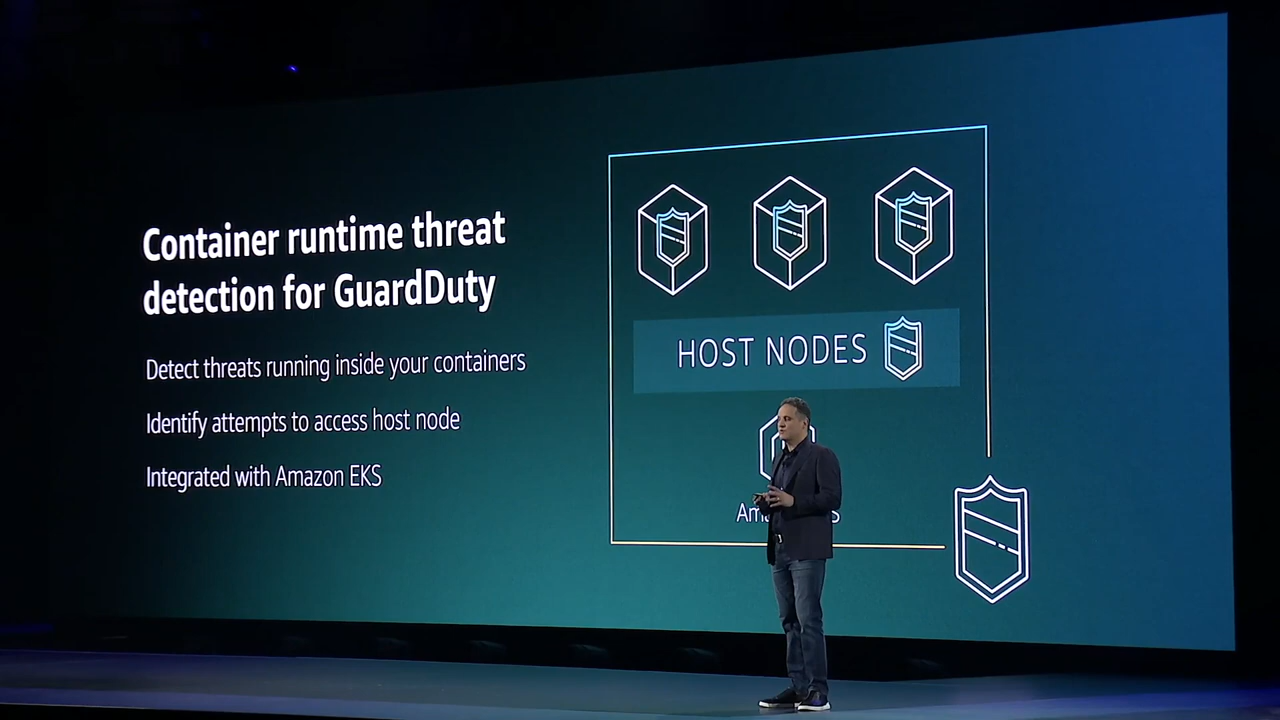 Container runtime threat
detection for GuardDuty
Detect threats running inside your containers
Identify attempts to access host node
Integrated with Amazon EKS
HOST NODES